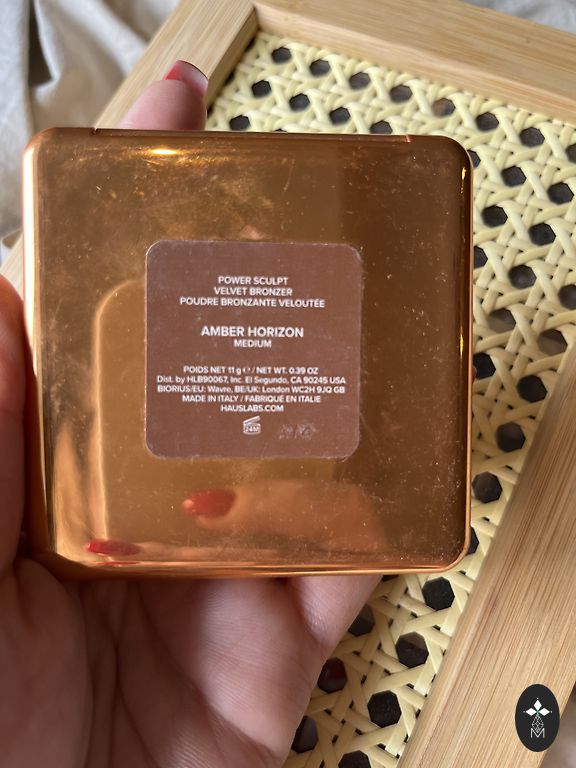 POWER SCULPT
VELVET BRONZER
POUDRE BRONZANTE VELOUTÉE
AMBER HORIZON
MEDIUM
POIDS NET 11 g ℮ / NET WT. 0.39 OZ
Dist. by HLB90067, Inc. El Segundo, CA 90245 USA
BIORIUS/EU: Wavre, BE/UK: London WC2H 9JQ GB
MADE IN ITALY / FABRIQUÉ EN ITALIE
HAUSLABS.COM
24M
M